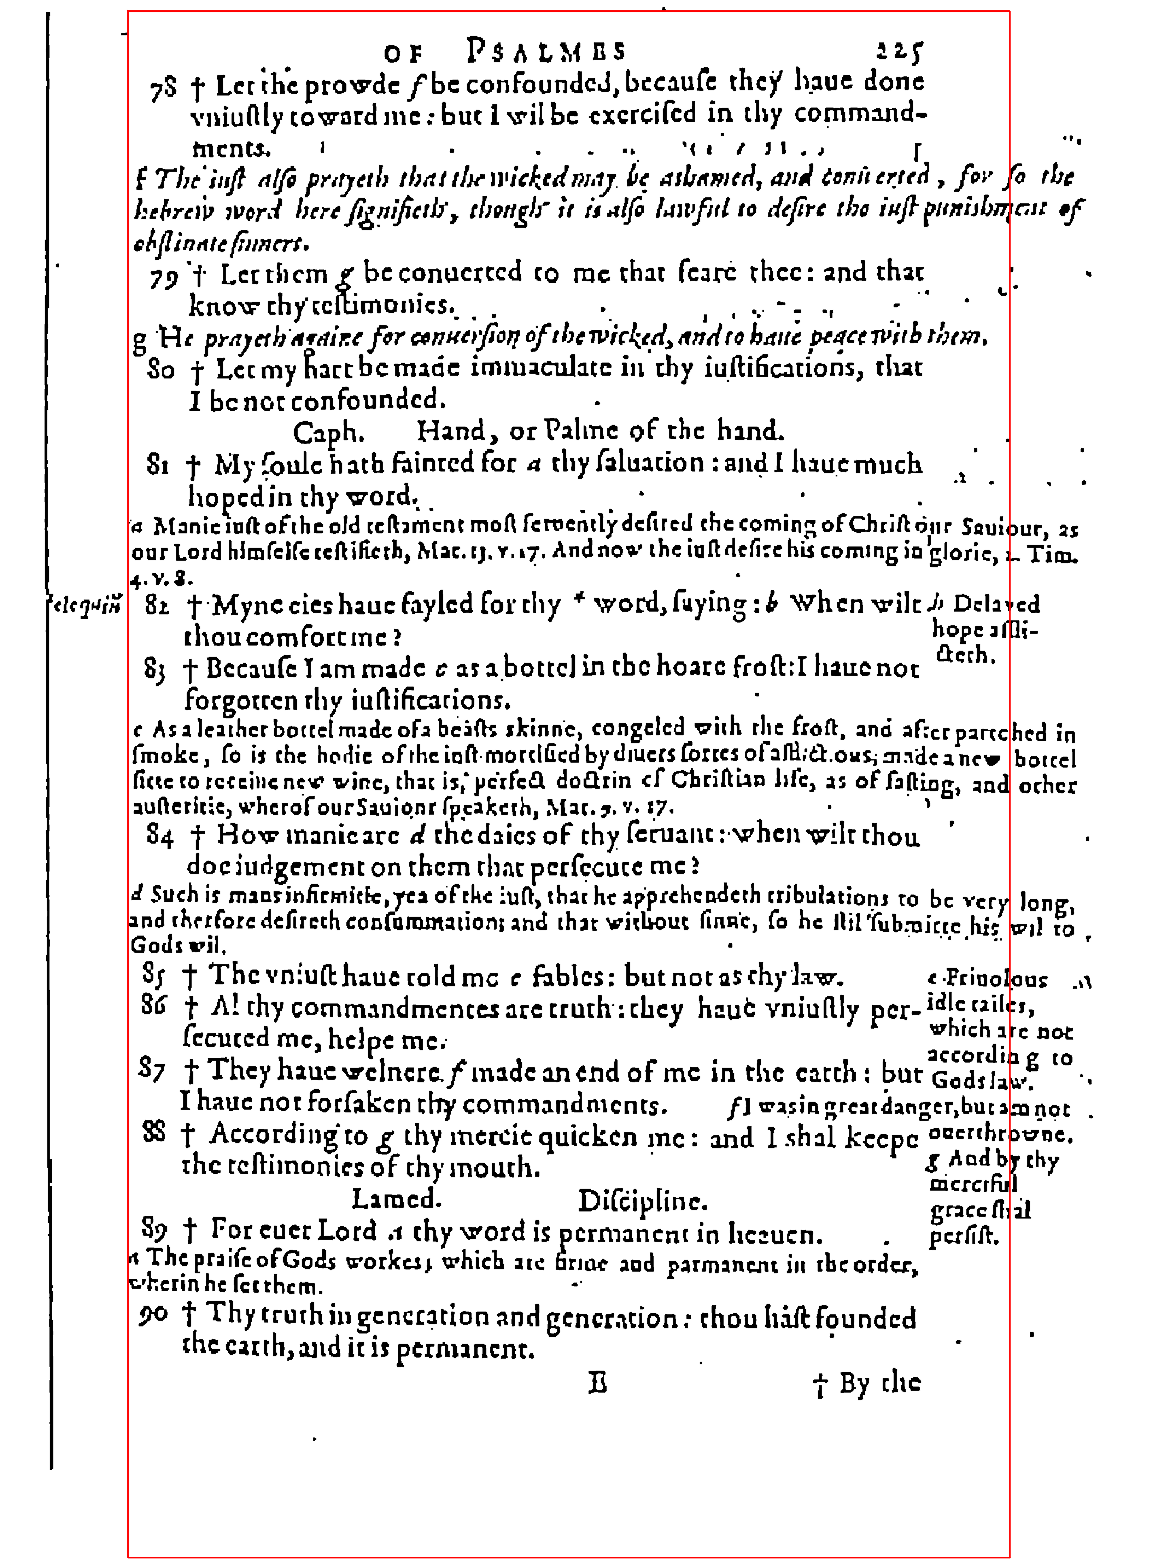 OF PSALMES 225
78 † Let the prowde f be confounded, becauſe they haue done
vniuſtly toward me: but I wil be exerciſed in thy command-
ments.
f The iuſt alſo prayeth that the wicked may be aſhamed, and conuerted, for ſo the
hebrew word here ſignifieth, though it is alſo lawful to deſire the iuſt puniſhment of
obſtinate ſinners.
79 † Let them g be conuerted to me that feare thee: and that
know thy teſtimonies.
g He prayeth againe for conuerſion of the wicked, and to haue peace with them.
80 † Let my hart be made immaculate in thy iuſtifications, that
I be not confounded.
Caph. Hand, or Palme of the hand.
81 † My ſoule hath fainted for a thy ſaluation: and I haue much
hoped in thy word.
a Manie iuſt of the old teſtament moſt feruently deſired the coming of Chriſt our Sauiour, as
our Lord himſelfe teſtifieth, Mat. 13. v. 17. And now the iuſt deſire his coming in glorie, 2. Tim.
4. v. 8.
eloquiũ 82 † Myne eies haue fayled for thy * word, ſaying: b When wilt
thou comfort me?
b Delayed
hope affli-
cteth.
83 † Becauſe I am made c as a bottel in the hoare froſt: I haue not
forgotten thy iuſtifications.
c As a leather bottel made of a beaſts skinne, congeled with the froſt, and after partched in
ſmoke, ſo is the bodie of the iuſt mortified by diuers ſortes of afflictions, made a new bottel
fitte to receiue new wine, that is, perfect doctrin of Chriſtian life, as of faſting, and other
auſteritie, wherof our Sauiour ſpeaketh, Mat. 9. v. 17.
84 † How manie are d the daies of thy ſeruant: when wilt thou
doe iudgement on them that perſecute me?
d Such is mans infirmitie, yea of the iuſt, that he apprehendeth tribulations to be very long,
and therfore deſireth conſummation; and that without ſinne, ſo he ſtil ſubmitte his wil to
Gods wil.
85 † The vniuſt haue told me e fables: but not as thy law.
86 † Al thy commandmentes are truth: they haue vniuſtly per-
ſecuted me, helpe me.
e Friuolous
idle tailes,
which are not
according to
Gods law.
87 † They haue welnere f made an end of me in the earth: but
I haue not forſaken thy commandments.
f I was in great danger, but am not
ouerthrowne.
88 † According to g thy mercie quicken me: and I shal keepe
the teſtimonies of thy mouth.
g And by thy
merciful
grace ſhal
perſiſt.
Lamed. Diſcipline.
89 † For euer Lord a thy word is permanent in heauen.
a The praiſe of Gods workes, which are firme and parmanent in the order,
wherin he ſet them.
90 † Thy truth in generation and generation: thou haſt founded
the earth, and it is permanent.
† By the